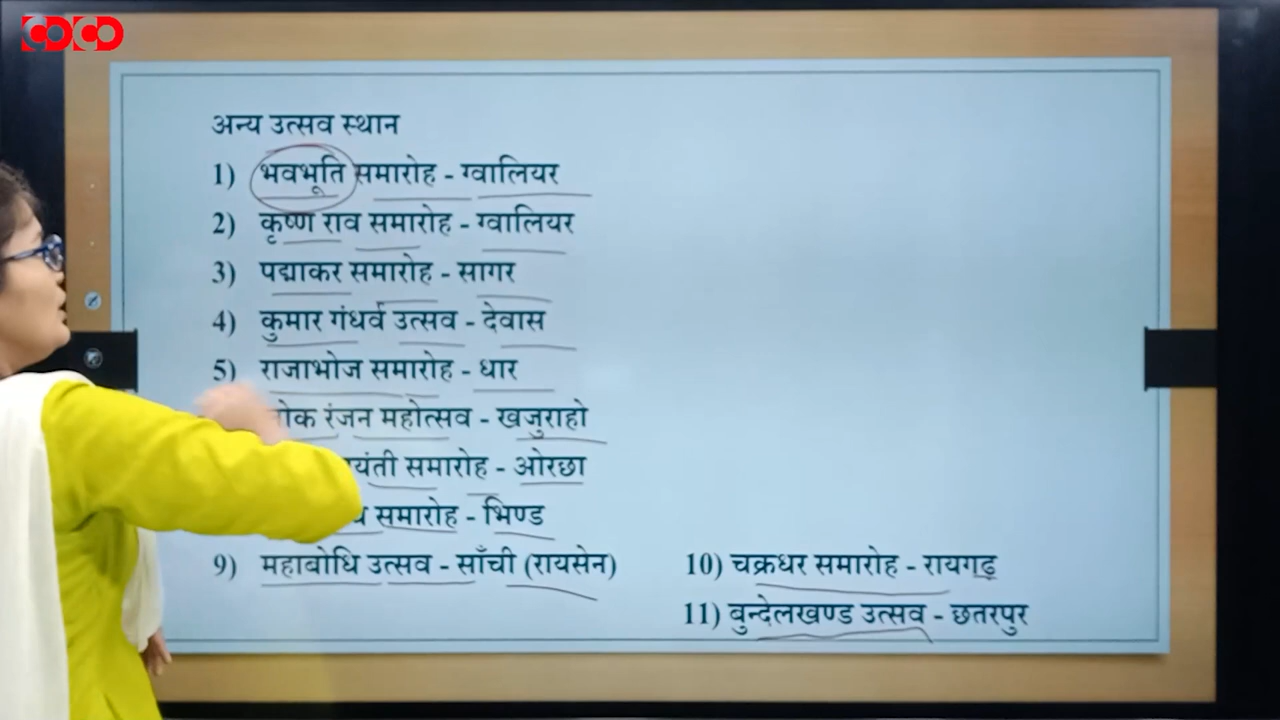 COCO
अन्य उत्सव स्थान
1) भवभूति समारोह - ग्वालियर
2) कृष्ण राव समारोह - ग्वालियर
3) पद्माकर समारोह - सागर
4) कुमार गंधर्व उत्सव - देवास
5) राजाभोज समारोह - धार
रंजन महोत्सव - खजुराहो
समारोह - ओरछा
समारोह - भिण्ड
9) महाबोधि उत्सव - साँची (रायसेन)
10) चक्रधर समारोह - रायगढ़
11) बुन्देलखण्ड उत्सव - छतरपुर